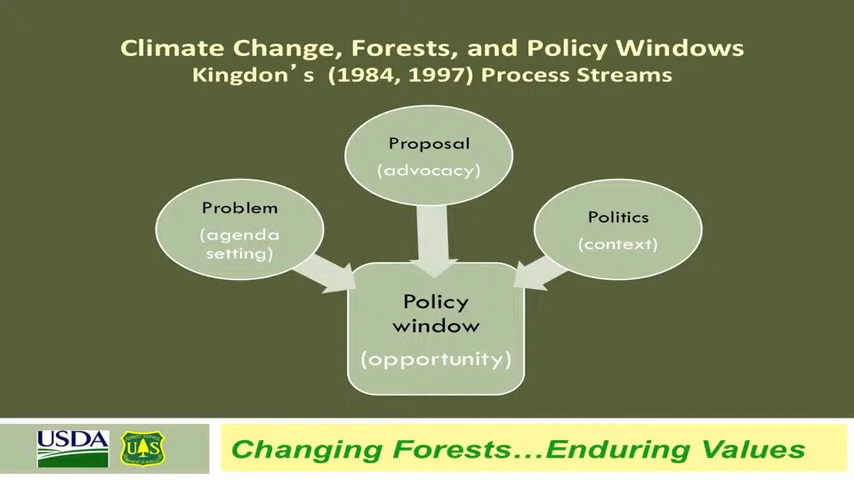 Climate Change, Forests, and Policy Windows
Kingdon’s (1984, 1997) Process Streams
Proposal
(advocacy)
Problem
(agenda
setting)
Politics
(context)
Policy
window
(opportunity)
USDA
UAS
Changing Forests...Enduring Values